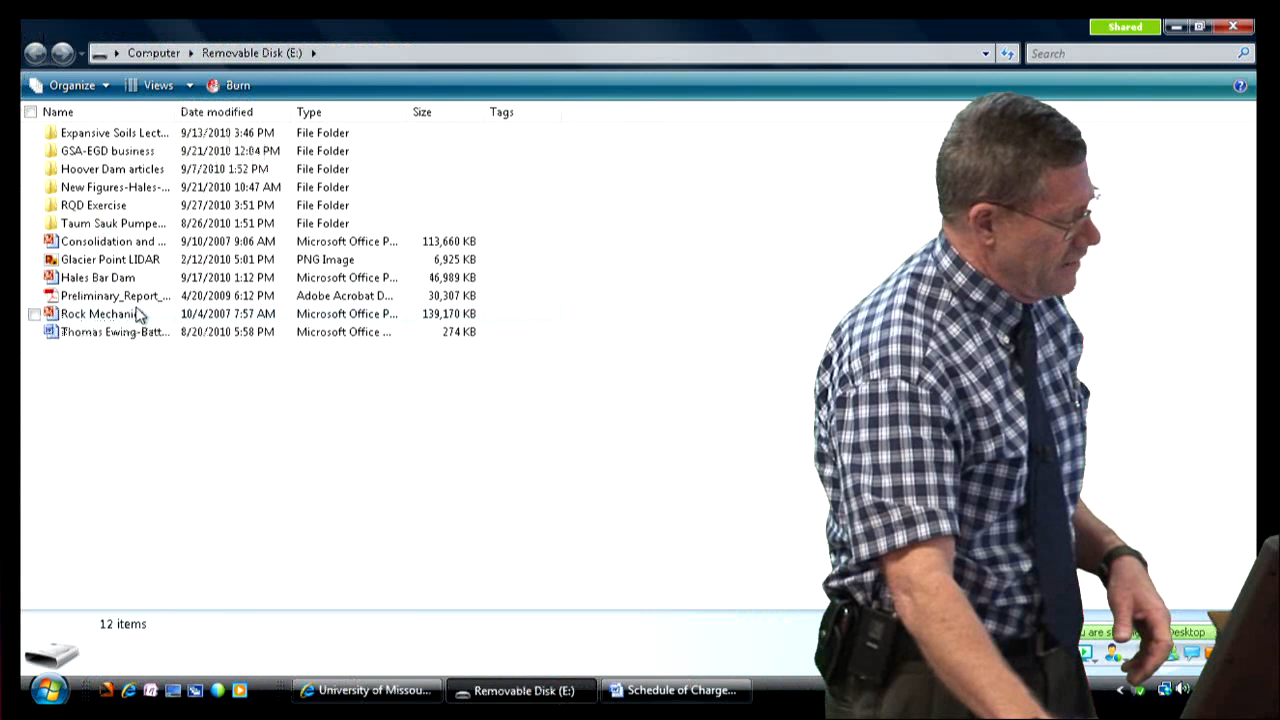 Shared
Computer Removable Disk (E:)
Search
Organize Views Burn
Name Date modified Type Size Tags
Expansive Soils Lect... 9/13/2010 3:46 PM File Folder
GSA-EGD business 9/21/2010 12:04 PM File Folder
Hoover Dam articles 9/7/2010 1:52 PM File Folder
New Figures-Hales-... 9/21/2010 10:47 AM File Folder
RQD Exercise 9/27/2010 3:51 PM File Folder
Taum Sauk Pumpe... 8/26/2010 1:51 PM File Folder
Consolidation and ... 9/10/2007 9:06 AM Microsoft Office P... 113,660 KB
Glacier Point LIDAR 2/12/2010 5:01 PM PNG Image 6,925 KB
Hales Bar Dam 9/17/2010 1:12 PM Microsoft Office P... 46,989 KB
Preliminary_Report_... 4/20/2009 6:12 PM Adobe Acrobat D... 30,307 KB
Rock Mechani 10/4/2007 7:57 AM Microsoft Office P... 139,170 KB
Thomas Ewing-Batt... 8/20/2010 5:58 PM Microsoft Office ... 274 KB
12 items
are Desktop
University of Missou... Removable Disk (E:) Schedule of Charge...